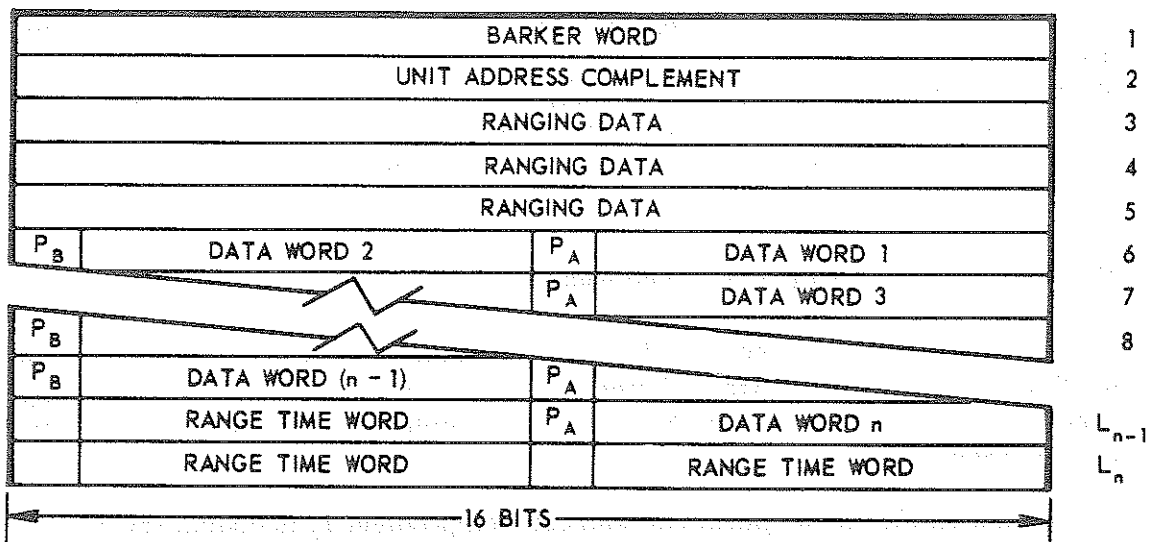 BARKER WORD 1
UNIT ADDRESS COMPLEMENT 2
RANGING DATA 3
RANGING DATA 4
RANGING DATA 5
P_B DATA WORD 2 P_A DATA WORD 1 6
P_A DATA WORD 3 7
P_B 8
P_B DATA WORD (n - 1) P_A
RANGE TIME WORD P_A DATA WORD n L_n-1
RANGE TIME WORD RANGE TIME WORD L_n
16 BITS